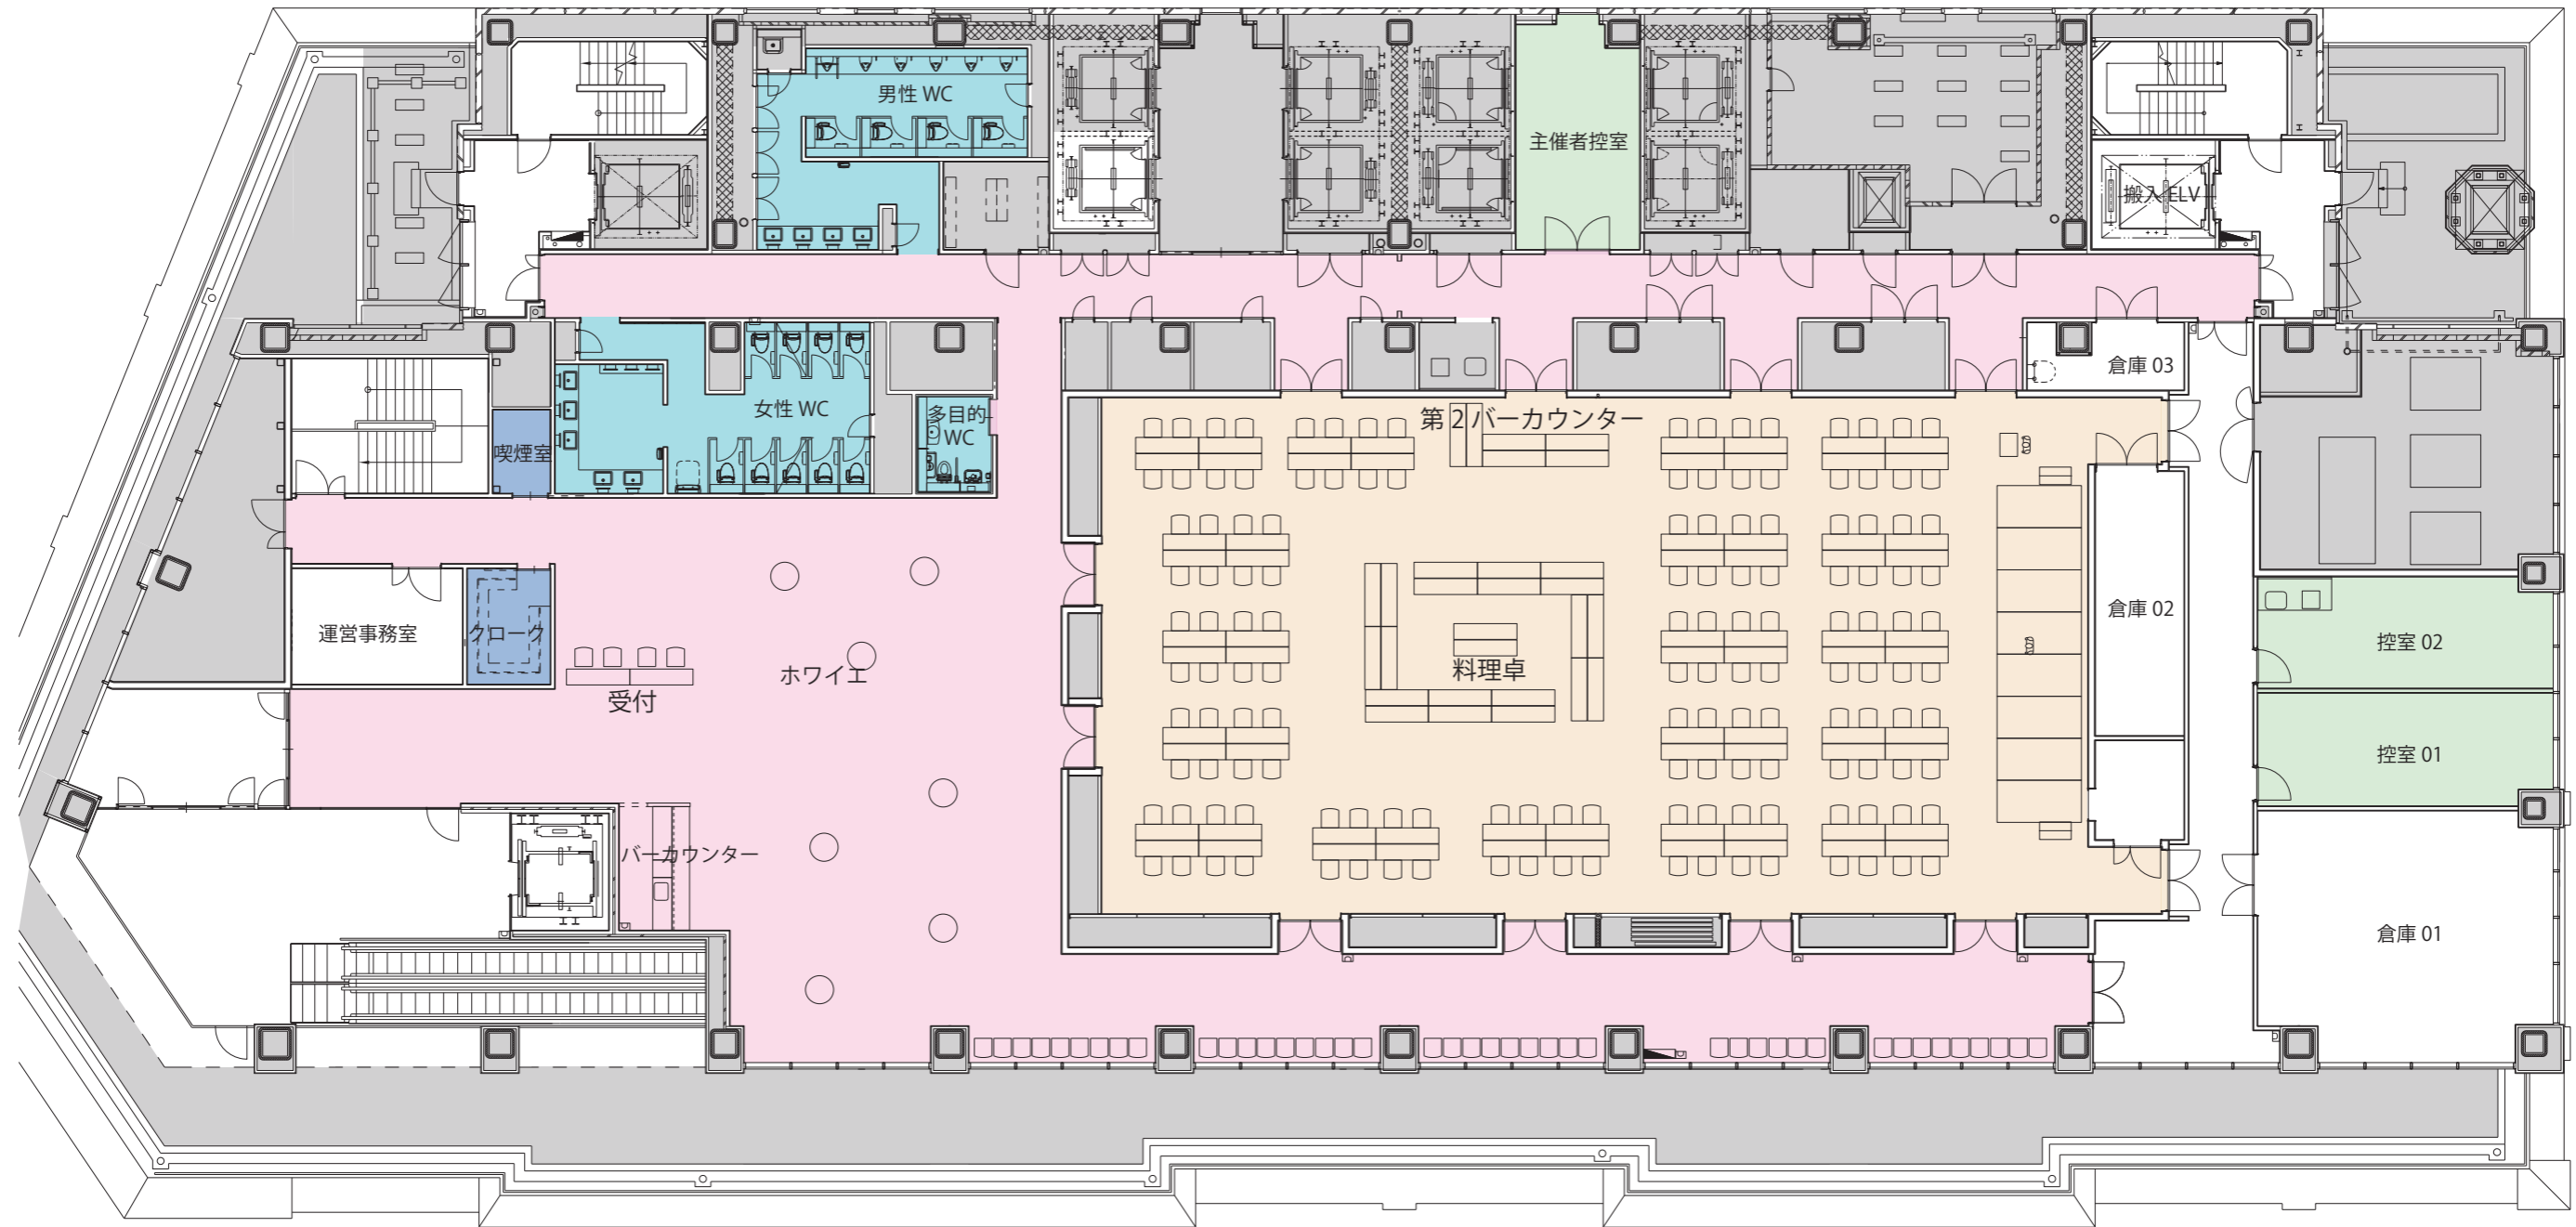 男性 WC
主催者控室
搬入 ELV
倉庫 03
女性 WC
多目的
WC
第 2 バーカウンター
喫煙室
倉庫 02
運営事務室
クローク
控室 02
ホワイエ
料理卓
受付
控室 01
バーカウンター
倉庫 01